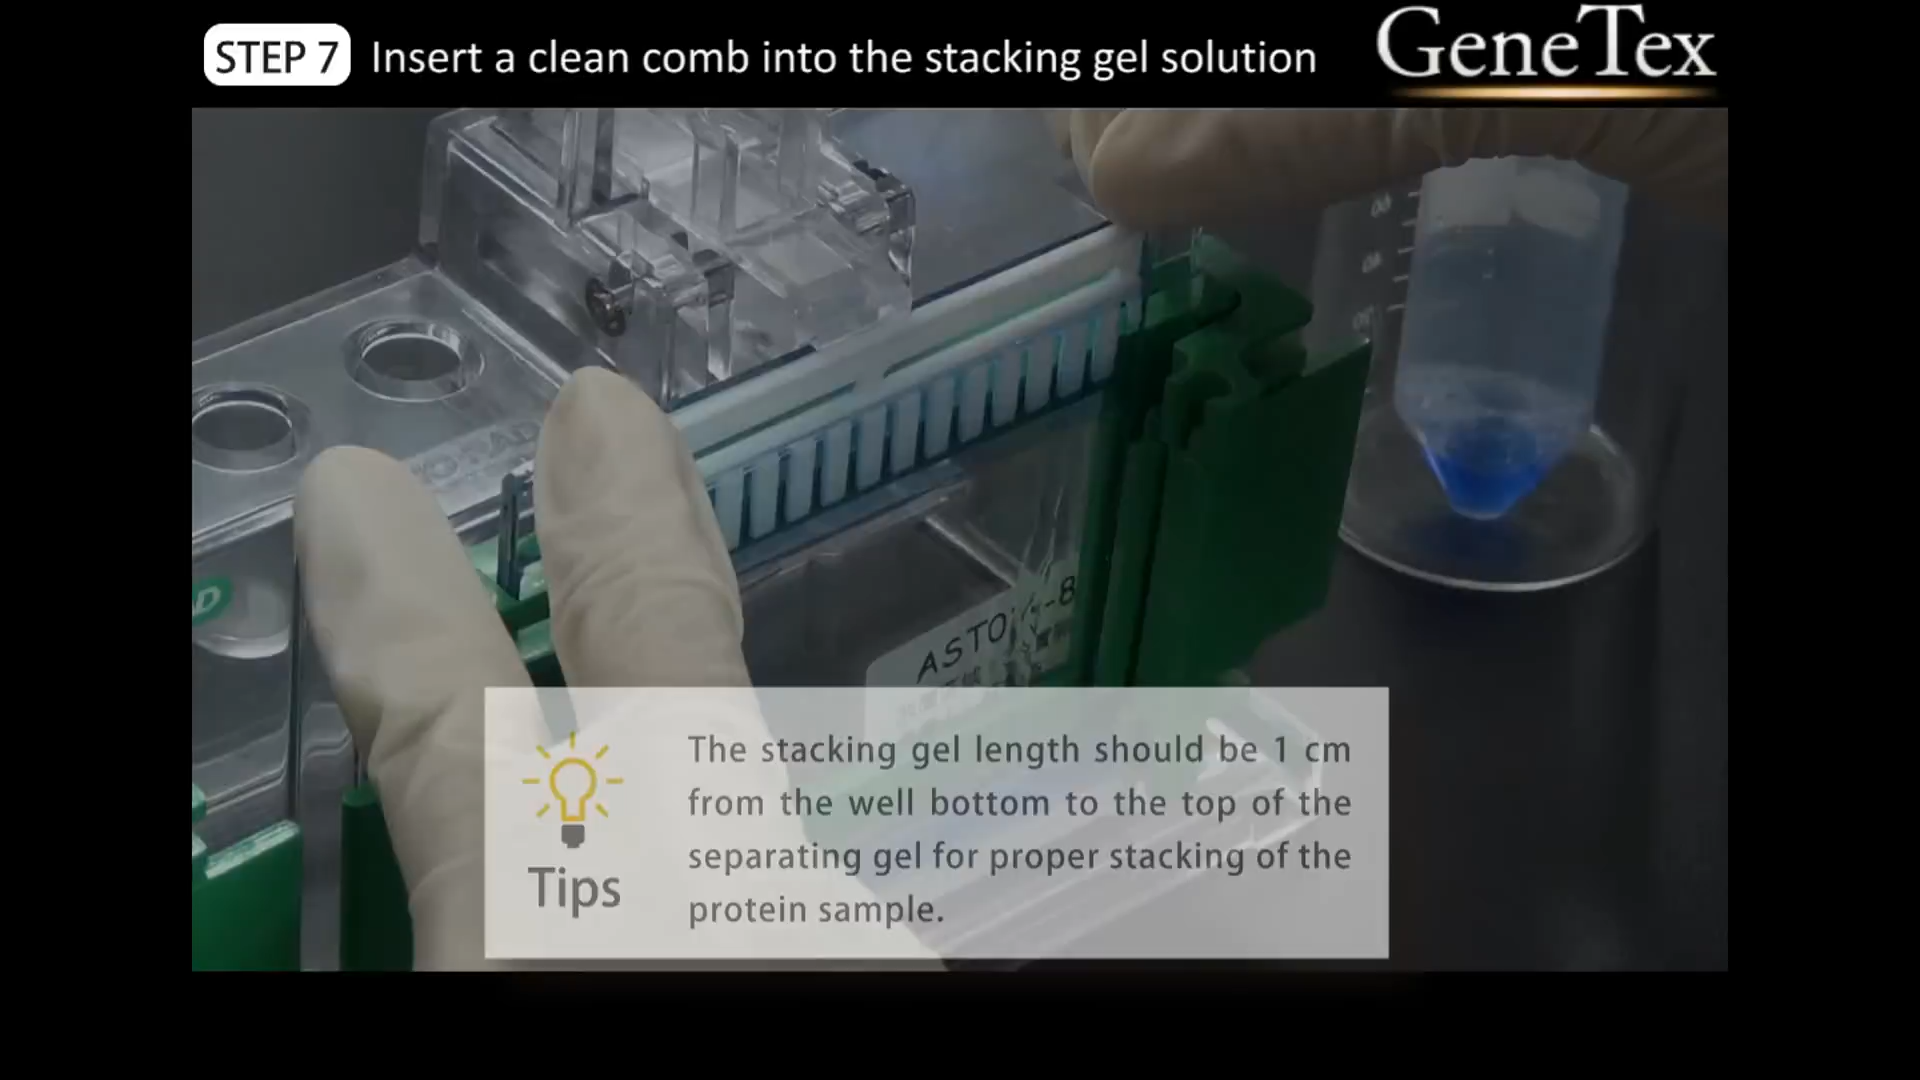 STEP 7 Insert a clean comb into the stacking gel solution
GeneTex
ASTO
-8
The stacking gel length should be 1 cm
from the well bottom to the top of the
separating gel for proper stacking of the
protein sample.
Tips